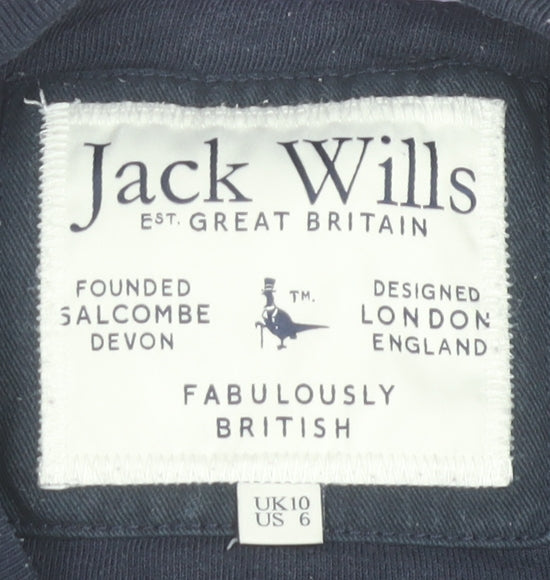 Jack Wills
EST. GREAT BRITAIN
FOUNDED
SALCOMBE
DEVON
TM.
DESIGNED
LONDON
ENGLAND
FABULOUSLY
BRITISH
UK10
US 6